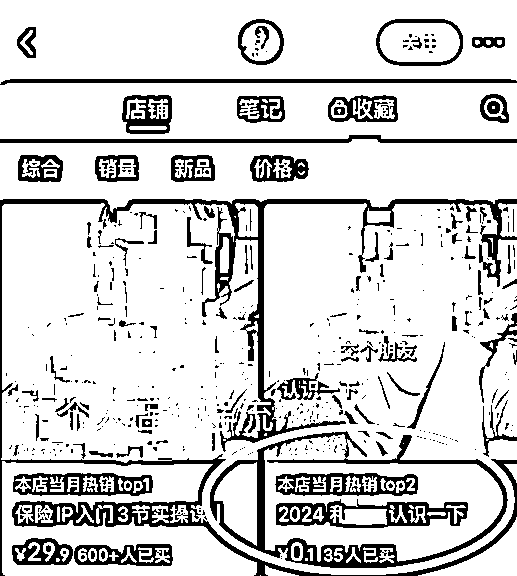 店铺 笔记 收藏
综合 销量 新品 价格
交个朋友
认识一下
本店当月热销top1
保险IP入门3节实操课
¥29.9 600+人已买
本店当月热销top2
2024 和 认识一下
¥0.1 35人已买